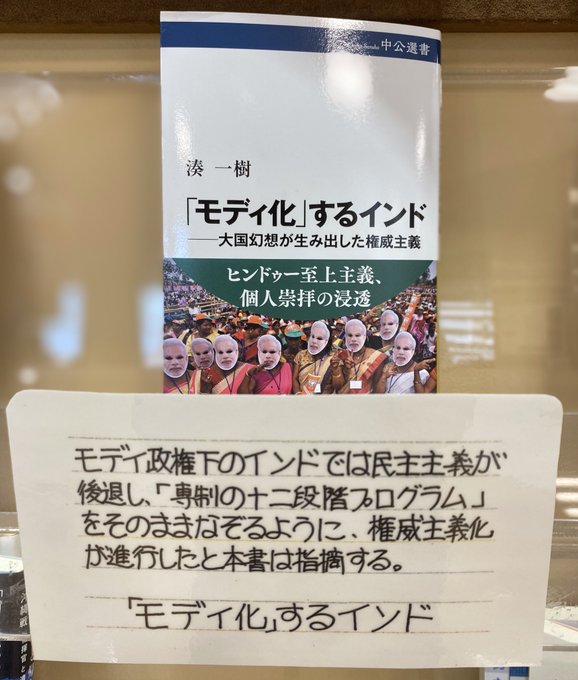 中公選書
湊 一樹
「モディ化」するインド
──大国幻想が生み出した権威主義
ヒンドゥー至上主義、
個人崇拝の浸透
モディ政権下のインドでは民主主義が
後退し、「専制の十二段階プログラム」
をそのままなぞるように、権威主義化
が進行したと本書は指摘する。
「モディ化」するインド